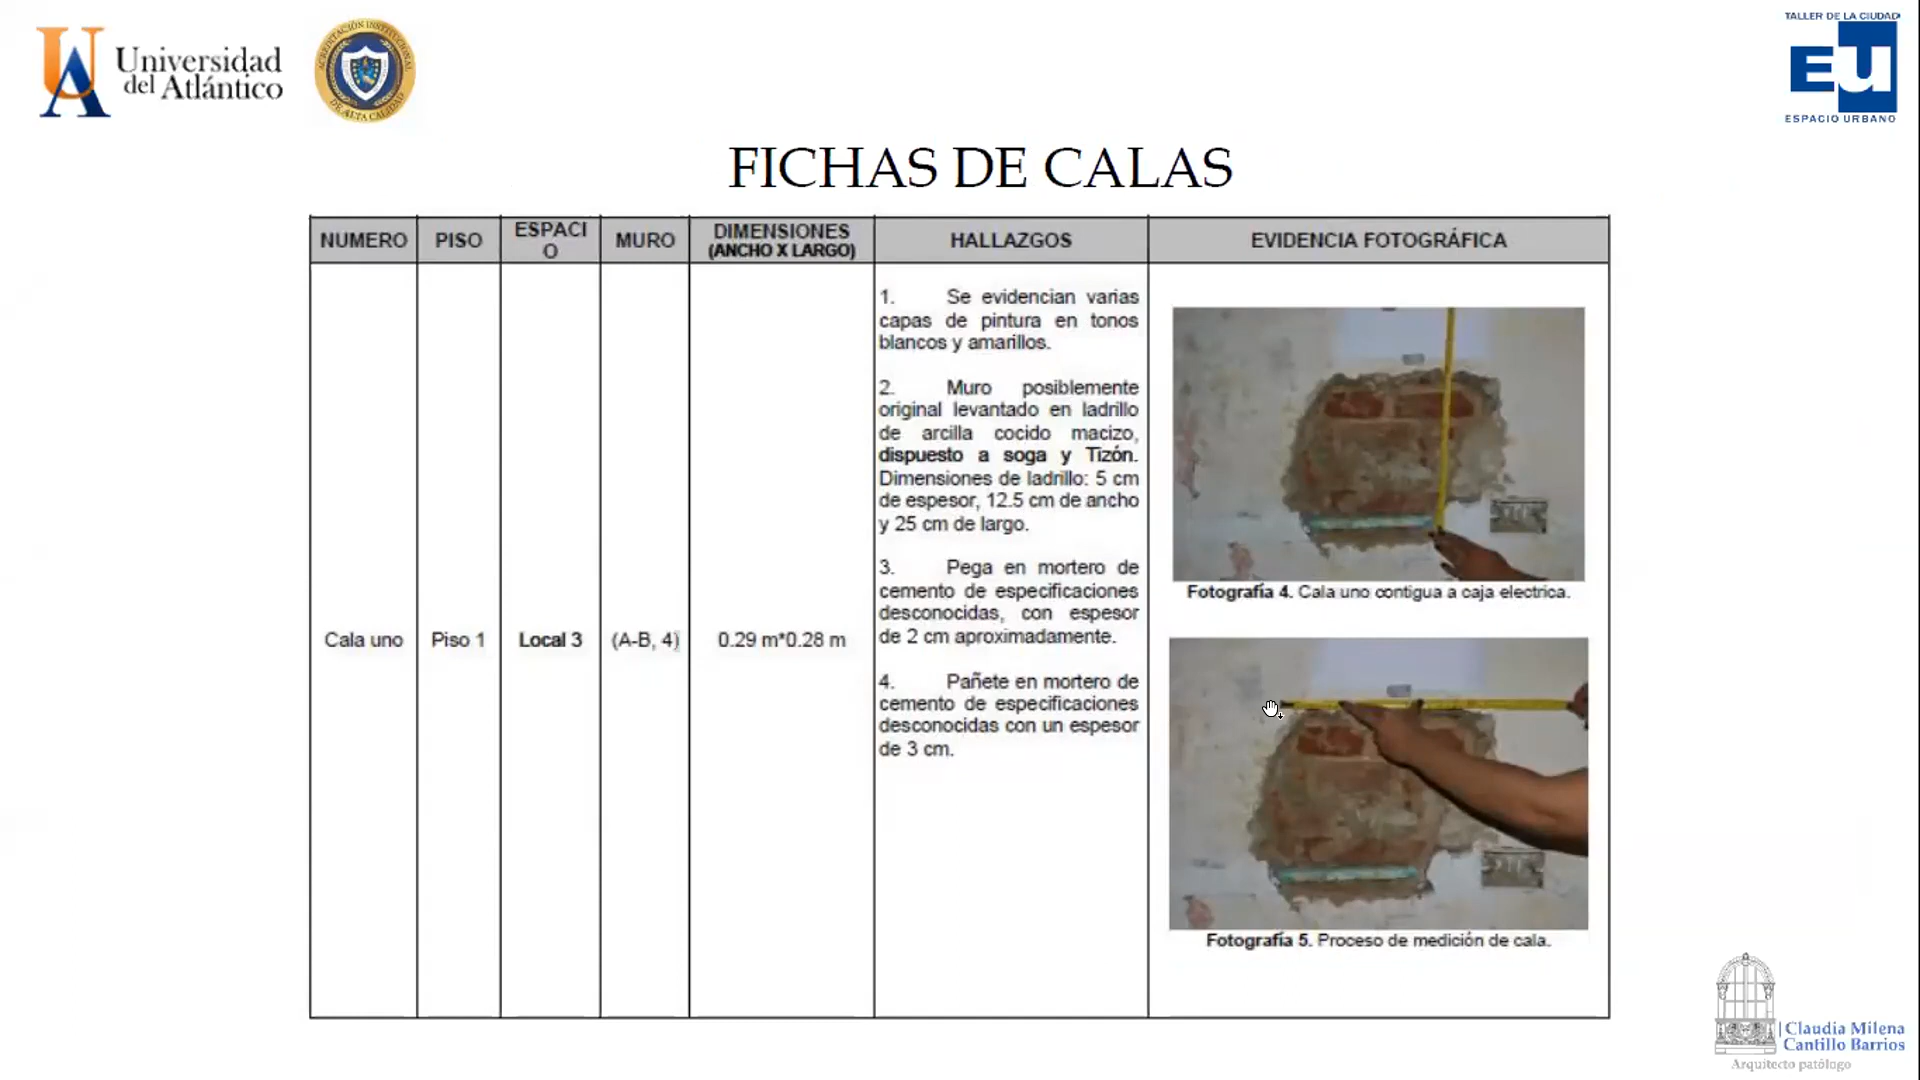 Universidad
del Atlántico
ACREDITACIÓN INSTITUCIONAL
DE ALTA CALIDAD
TALLER DE LA CIUDAD
EU
ESPACIO URBANO
FICHAS DE CALAS
NUMERO
PISO
ESPACI
O
MURO
DIMENSIONES
(ANCHO X LARGO)
HALLAZGOS
EVIDENCIA FOTOGRÁFICA
Cala uno
Piso 1
Local 3
(A-B, 4)
0.29 m*0.28 m
1. Se evidencian varias
capas de pintura en tonos
blancos y amarillos.
2. Muro posiblemente
original levantado en ladrillo
de arcilla cocido macizo,
dispuesto a soga y Tizón.
Dimensiones de ladrillo: 5 cm
de espesor, 12.5 cm de ancho
y 25 cm de largo.
3. Pega en mortero de
cemento de especificaciones
desconocidas, con espesor
de 2 cm aproximadamente.
4. Pañete en mortero de
cemento de especificaciones
desconocidas con un espesor
de 3 cm.
Fotografía 4. Cala uno contigua a caja electrica.
Fotografía 5. Proceso de medición de cala.
Claudia Milena
Cantillo Barrios
Arquitecto patólogo